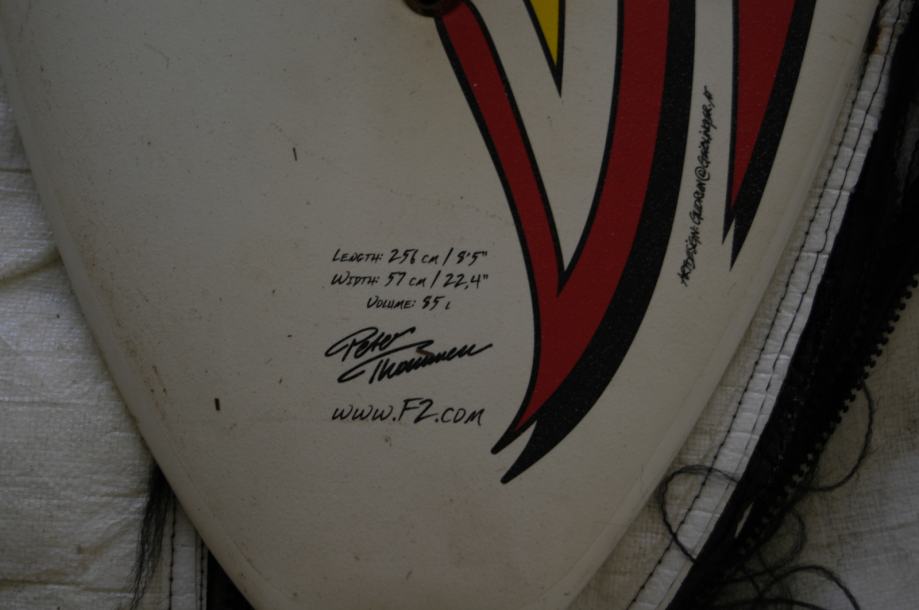 LENGTH: 256 CM / 8'5"
WIDTH: 57 CM / 22,4"
VOLUME: 85 L
Peter
Thommen
WWW.F2.COM